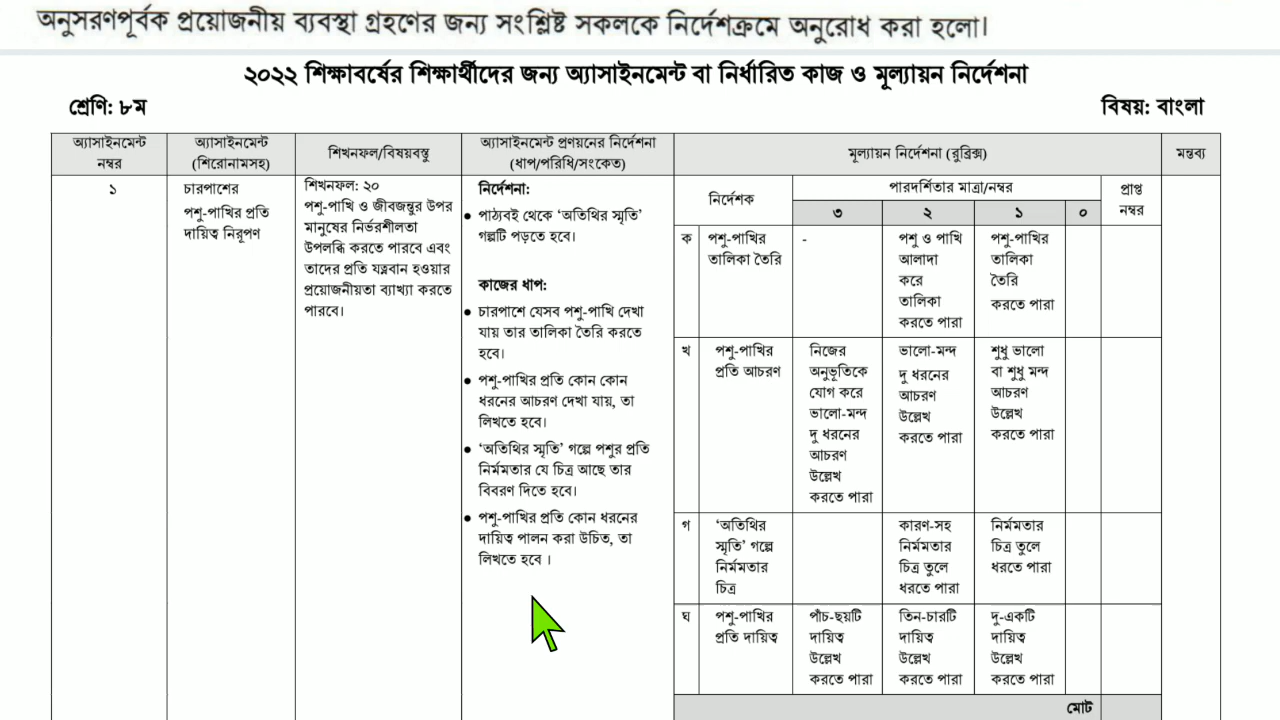 অনুসরণপূর্বক প্রয়োজনীয় ব্যবস্থা গ্রহণের জন্য সংশ্লিষ্ট সকলকে নির্দেশক্রমে অনুরোধ করা হলো।
২০২২ শিক্ষাবর্ষের শিক্ষার্থীদের জন্য অ্যাসাইনমেন্ট বা নির্ধারিত কাজ ও মূল্যায়ন নির্দেশনা
শ্রেণি: ৮ম
বিষয়: বাংলা
অ্যাসাইনমেন্ট
নম্বর
অ্যাসাইনমেন্ট
(শিরোনামসহ)
শিখনফল/বিষয়বস্তু
অ্যাসাইনমেন্ট প্রণয়নের নির্দেশনা
(ধাপ/পরিধি/সংকেত)
মূল্যায়ন নির্দেশনা (রুব্রিক্স)
মন্তব্য
১
চারপাশের
পশু-পাখির প্রতি
দায়িত্ব নিরূপণ
শিখনফল: ২০
পশু-পাখি ও জীবজন্তুর উপর
মানুষের নির্ভরশীলতা
উপলব্ধি করতে পারবে এবং
তাদের প্রতি যত্নবান হওয়ার
প্রয়োজনীয়তা ব্যাখ্যা করতে
পারবে।
নির্দেশনা:
● পাঠ্যবই থেকে ‘অতিথির স্মৃতি’
গল্পটি পড়তে হবে।
কাজের ধাপ:
● চারপাশে যেসব পশু-পাখি দেখা
যায় তার তালিকা তৈরি করতে
হবে।
● পশু-পাখির প্রতি কোন কোন
ধরনের আচরণ দেখা যায়, তা
লিখতে হবে।
● ‘অতিথির স্মৃতি’ গল্পে পশুর প্রতি
নির্মমতার যে চিত্র আছে তার
বিবরণ দিতে হবে।
● পশু-পাখির প্রতি কোন ধরনের
দায়িত্ব পালন করা উচিত, তা
লিখতে হবে ।
নির্দেশক
পারদর্শিতার মাত্রা/নম্বর
প্রাপ্ত
নম্বর
৩
২
১
০
ক
পশু-পাখির
তালিকা তৈরি
-
পশু ও পাখি
আলাদা
করে
তালিকা
করতে পারা
পশু-পাখির
তালিকা
তৈরি
করতে পারা
খ
পশু-পাখির
প্রতি আচরণ
নিজের
অনুভূতিকে
যোগ করে
ভালো-মন্দ
দু ধরনের
আচরণ
উল্লেখ
করতে পারা
ভালো-মন্দ
দু ধরনের
আচরণ
উল্লেখ
করতে পারা
শুধু ভালো
বা শুধু মন্দ
আচরণ
উল্লেখ
করতে পারা
গ
‘অতিথির
স্মৃতি’ গল্পে
নির্মমতার
চিত্র
কারণ-সহ
নির্মমতার
চিত্র তুলে
ধরতে পারা
নির্মমতার
চিত্র তুলে
ধরতে পারা
ঘ
পশু-পাখির
প্রতি দায়িত্ব
পাঁচ-ছয়টি
দায়িত্ব
উল্লেখ
করতে পারা
তিন-চারটি
দায়িত্ব
উল্লেখ
করতে পারা
দু-একটি
দায়িত্ব
উল্লেখ
করতে পারা
মোট